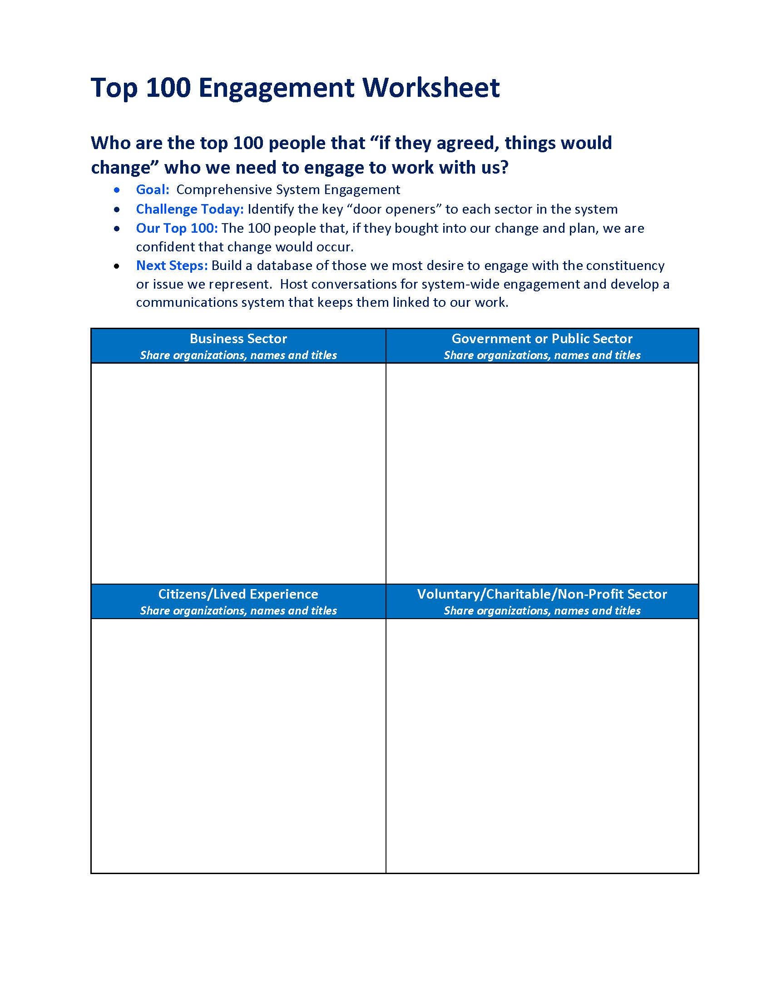 Top 100 Engagement Worksheet
Who are the top 100 people that “if they agreed, things would
change” who we need to engage to work with us?
• Goal:  Comprehensive System Engagement
• Challenge Today: Identify the key “door openers” to each sector in the system
• Our Top 100: The 100 people that, if they bought into our change and plan, we are
confident that change would occur.
• Next Steps: Build a database of those we most desire to engage with the constituency
or issue we represent.  Host conversations for system-wide engagement and develop a
communications system that keeps them linked to our work.
Business Sector
Share organizations, names and titles
Government or Public Sector
Share organizations, names and titles
Citizens/Lived Experience
Share organizations, names and titles
Voluntary/Charitable/Non-Profit Sector
Share organizations, names and titles